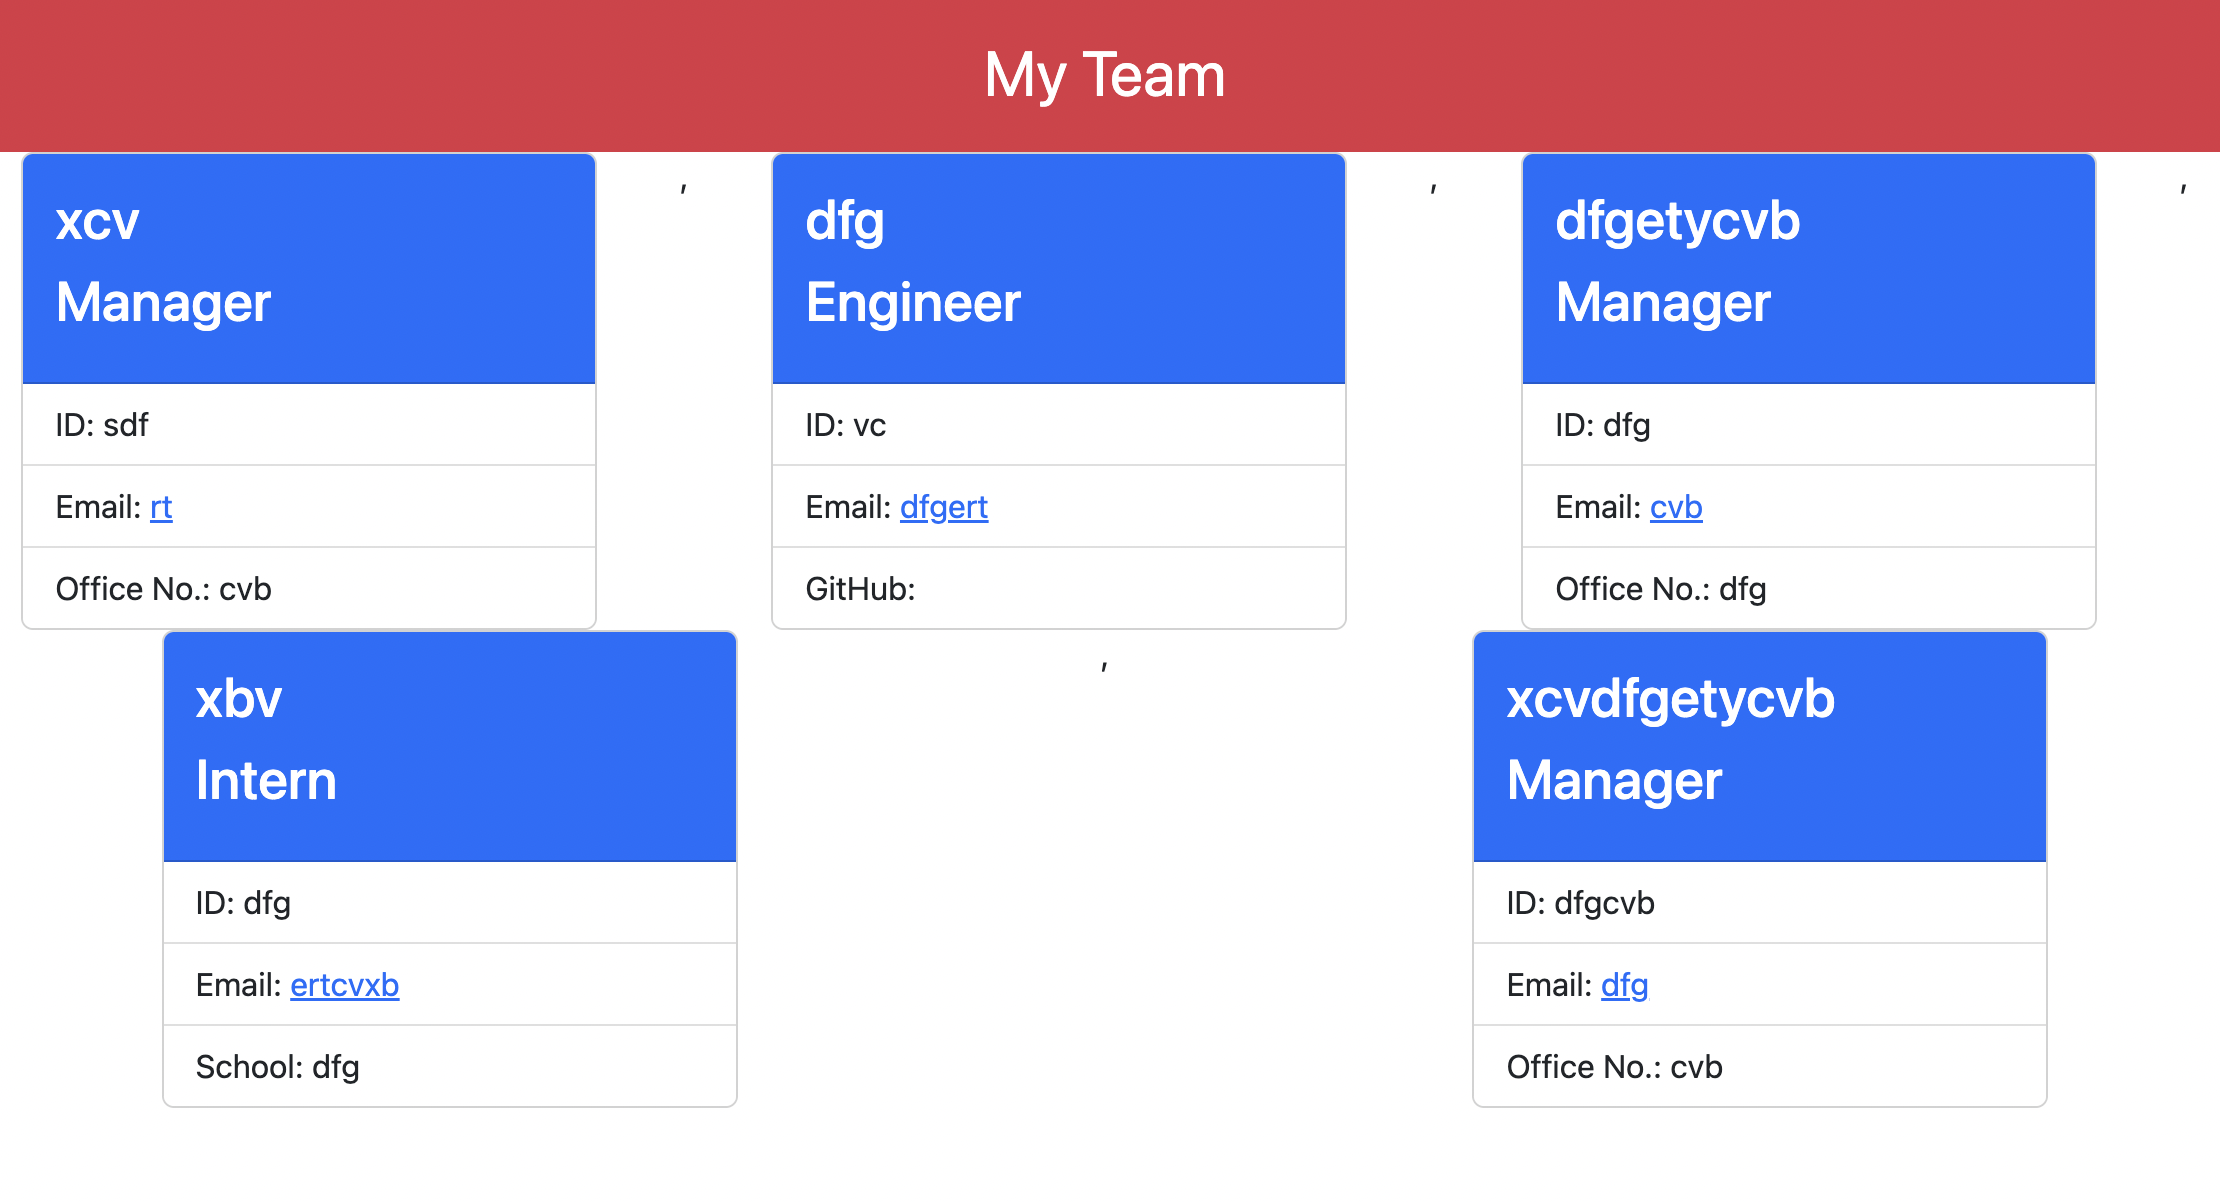 My Team
xcv
Manager
ID: sdf
Email: rt
Office No.: cvb
,
dfg
Engineer
ID: vc
Email: dfgert
GitHub:
,
dfgetycvb
Manager
ID: dfg
Email: cvb
Office No.: dfg
,
xbv
Intern
ID: dfg
Email: ertcvxb
School: dfg
,
xcvdfgetycvb
Manager
ID: dfgcvb
Email: dfg
Office No.: cvb